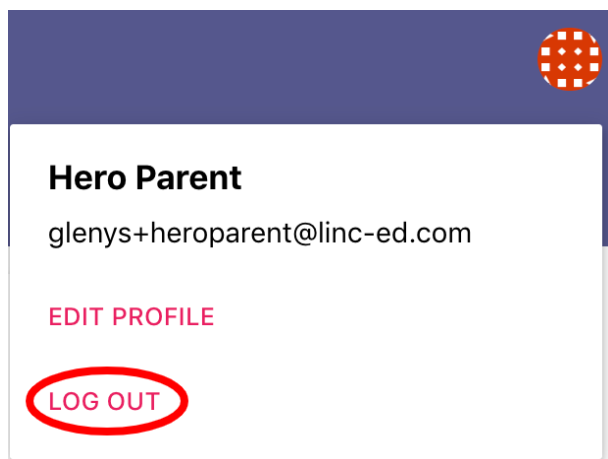 Hero Parent
glenys+heroparent@linc-ed.com
EDIT PROFILE
LOG OUT